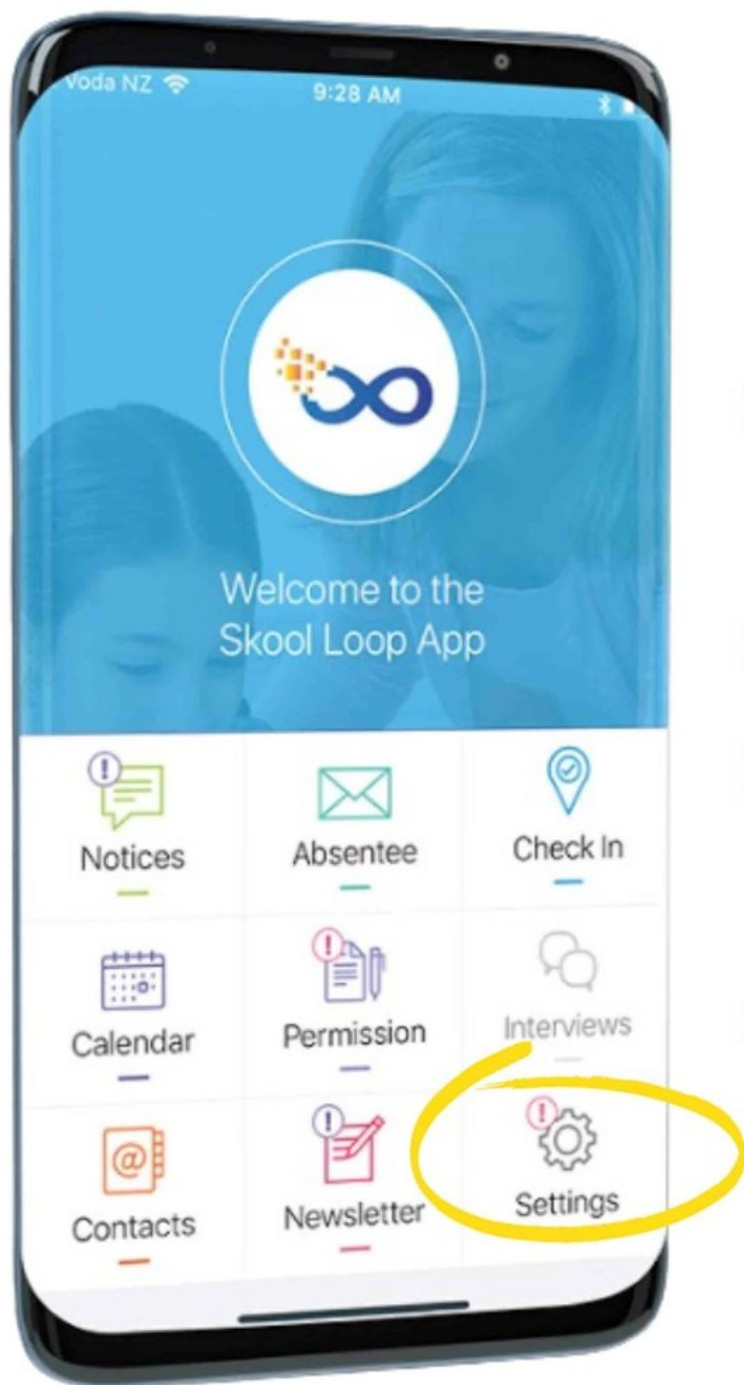 Voda NZ 9:28 AM
Welcome to the
Skool Loop App
Notices Absentee Check In
Calendar Permission Interviews
Contacts Newsletter Settings